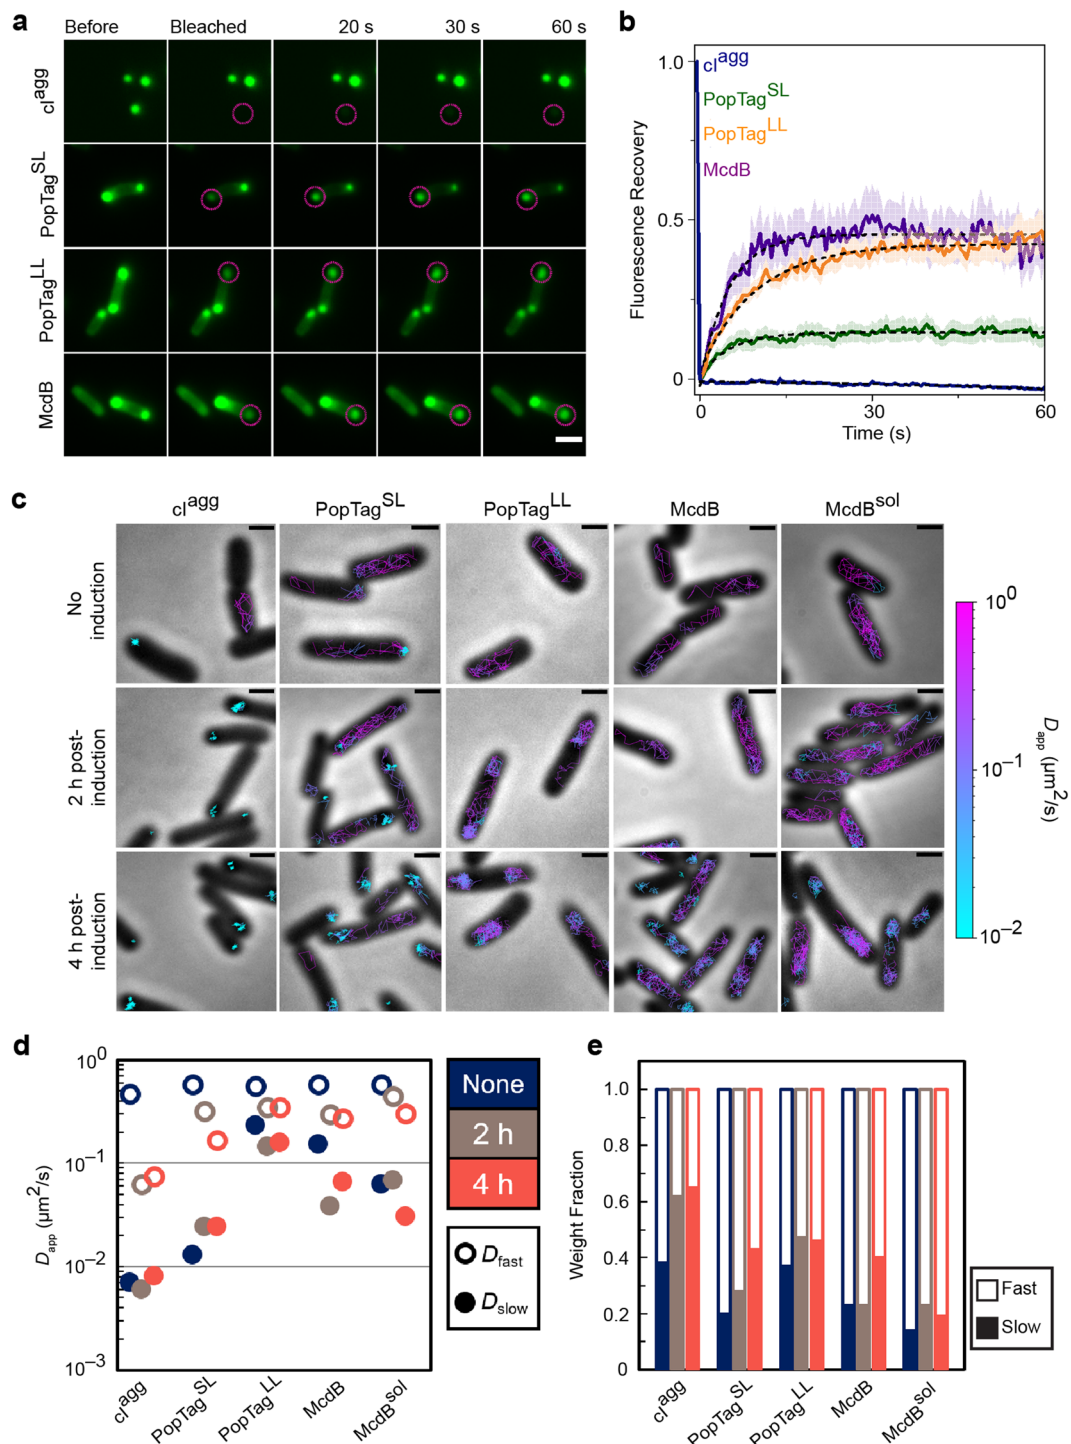 a
Before Bleached 20 s 30 s 60 s
cI^agg
PopTag^SL
PopTag^LL
McdB
b
Fluorescence Recovery
1.0
0.5
0
cI^agg
PopTag^SL
PopTag^LL
McdB
0 30 60
Time (s)
c
cI^agg PopTag^SL PopTag^LL McdB McdB^sol
No
induction
2 h post-
induction
4 h post-
induction
10^0
10^−1
10^−2
D_app (µm^2/s)
d
D_app (µm^2/s)
10^0
10^−1
10^−2
10^−3
cI^agg PopTag^SL PopTag^LL McdB McdB^sol
None
2 h
4 h
D_fast
D_slow
e
Weight Fraction
1.0
0.8
0.6
0.4
0.2
0
cI^agg PopTag^SL PopTag^LL McdB McdB^sol
Fast
Slow